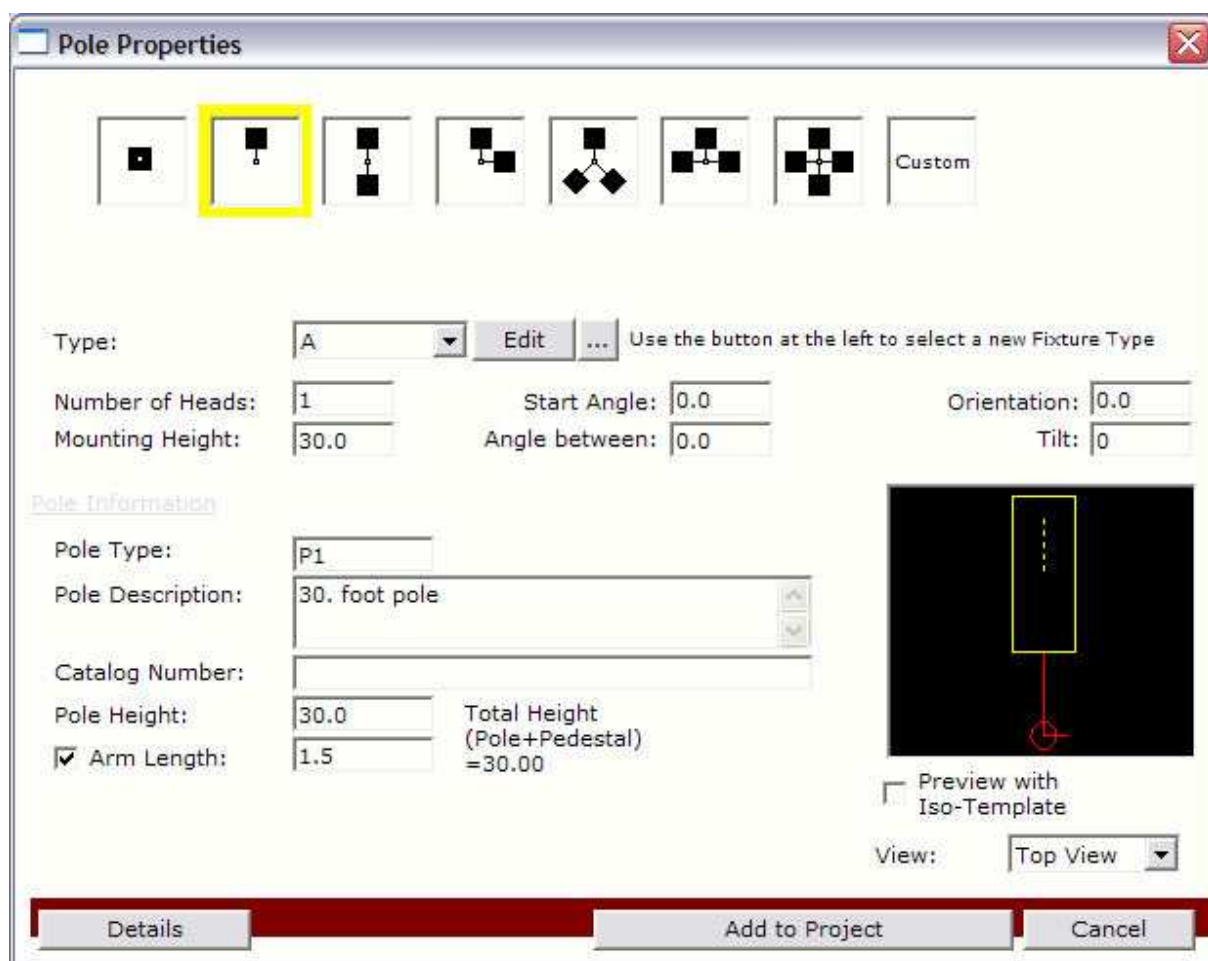 Pole Properties
Custom
Type: A Edit ... Use the button at the left to select a new Fixture Type
Number of Heads: 1 Start Angle: 0.0 Orientation: 0.0
Mounting Height: 30.0 Angle between: 0.0 Tilt: 0
Pole Information
Pole Type: P1
Pole Description: 30. foot pole
Catalog Number:
Pole Height: 30.0
Arm Length: 1.5
Total Height
(Pole+Pedestal)
=30.00
Preview with
Iso-Template
View: Top View
Details Add to Project Cancel